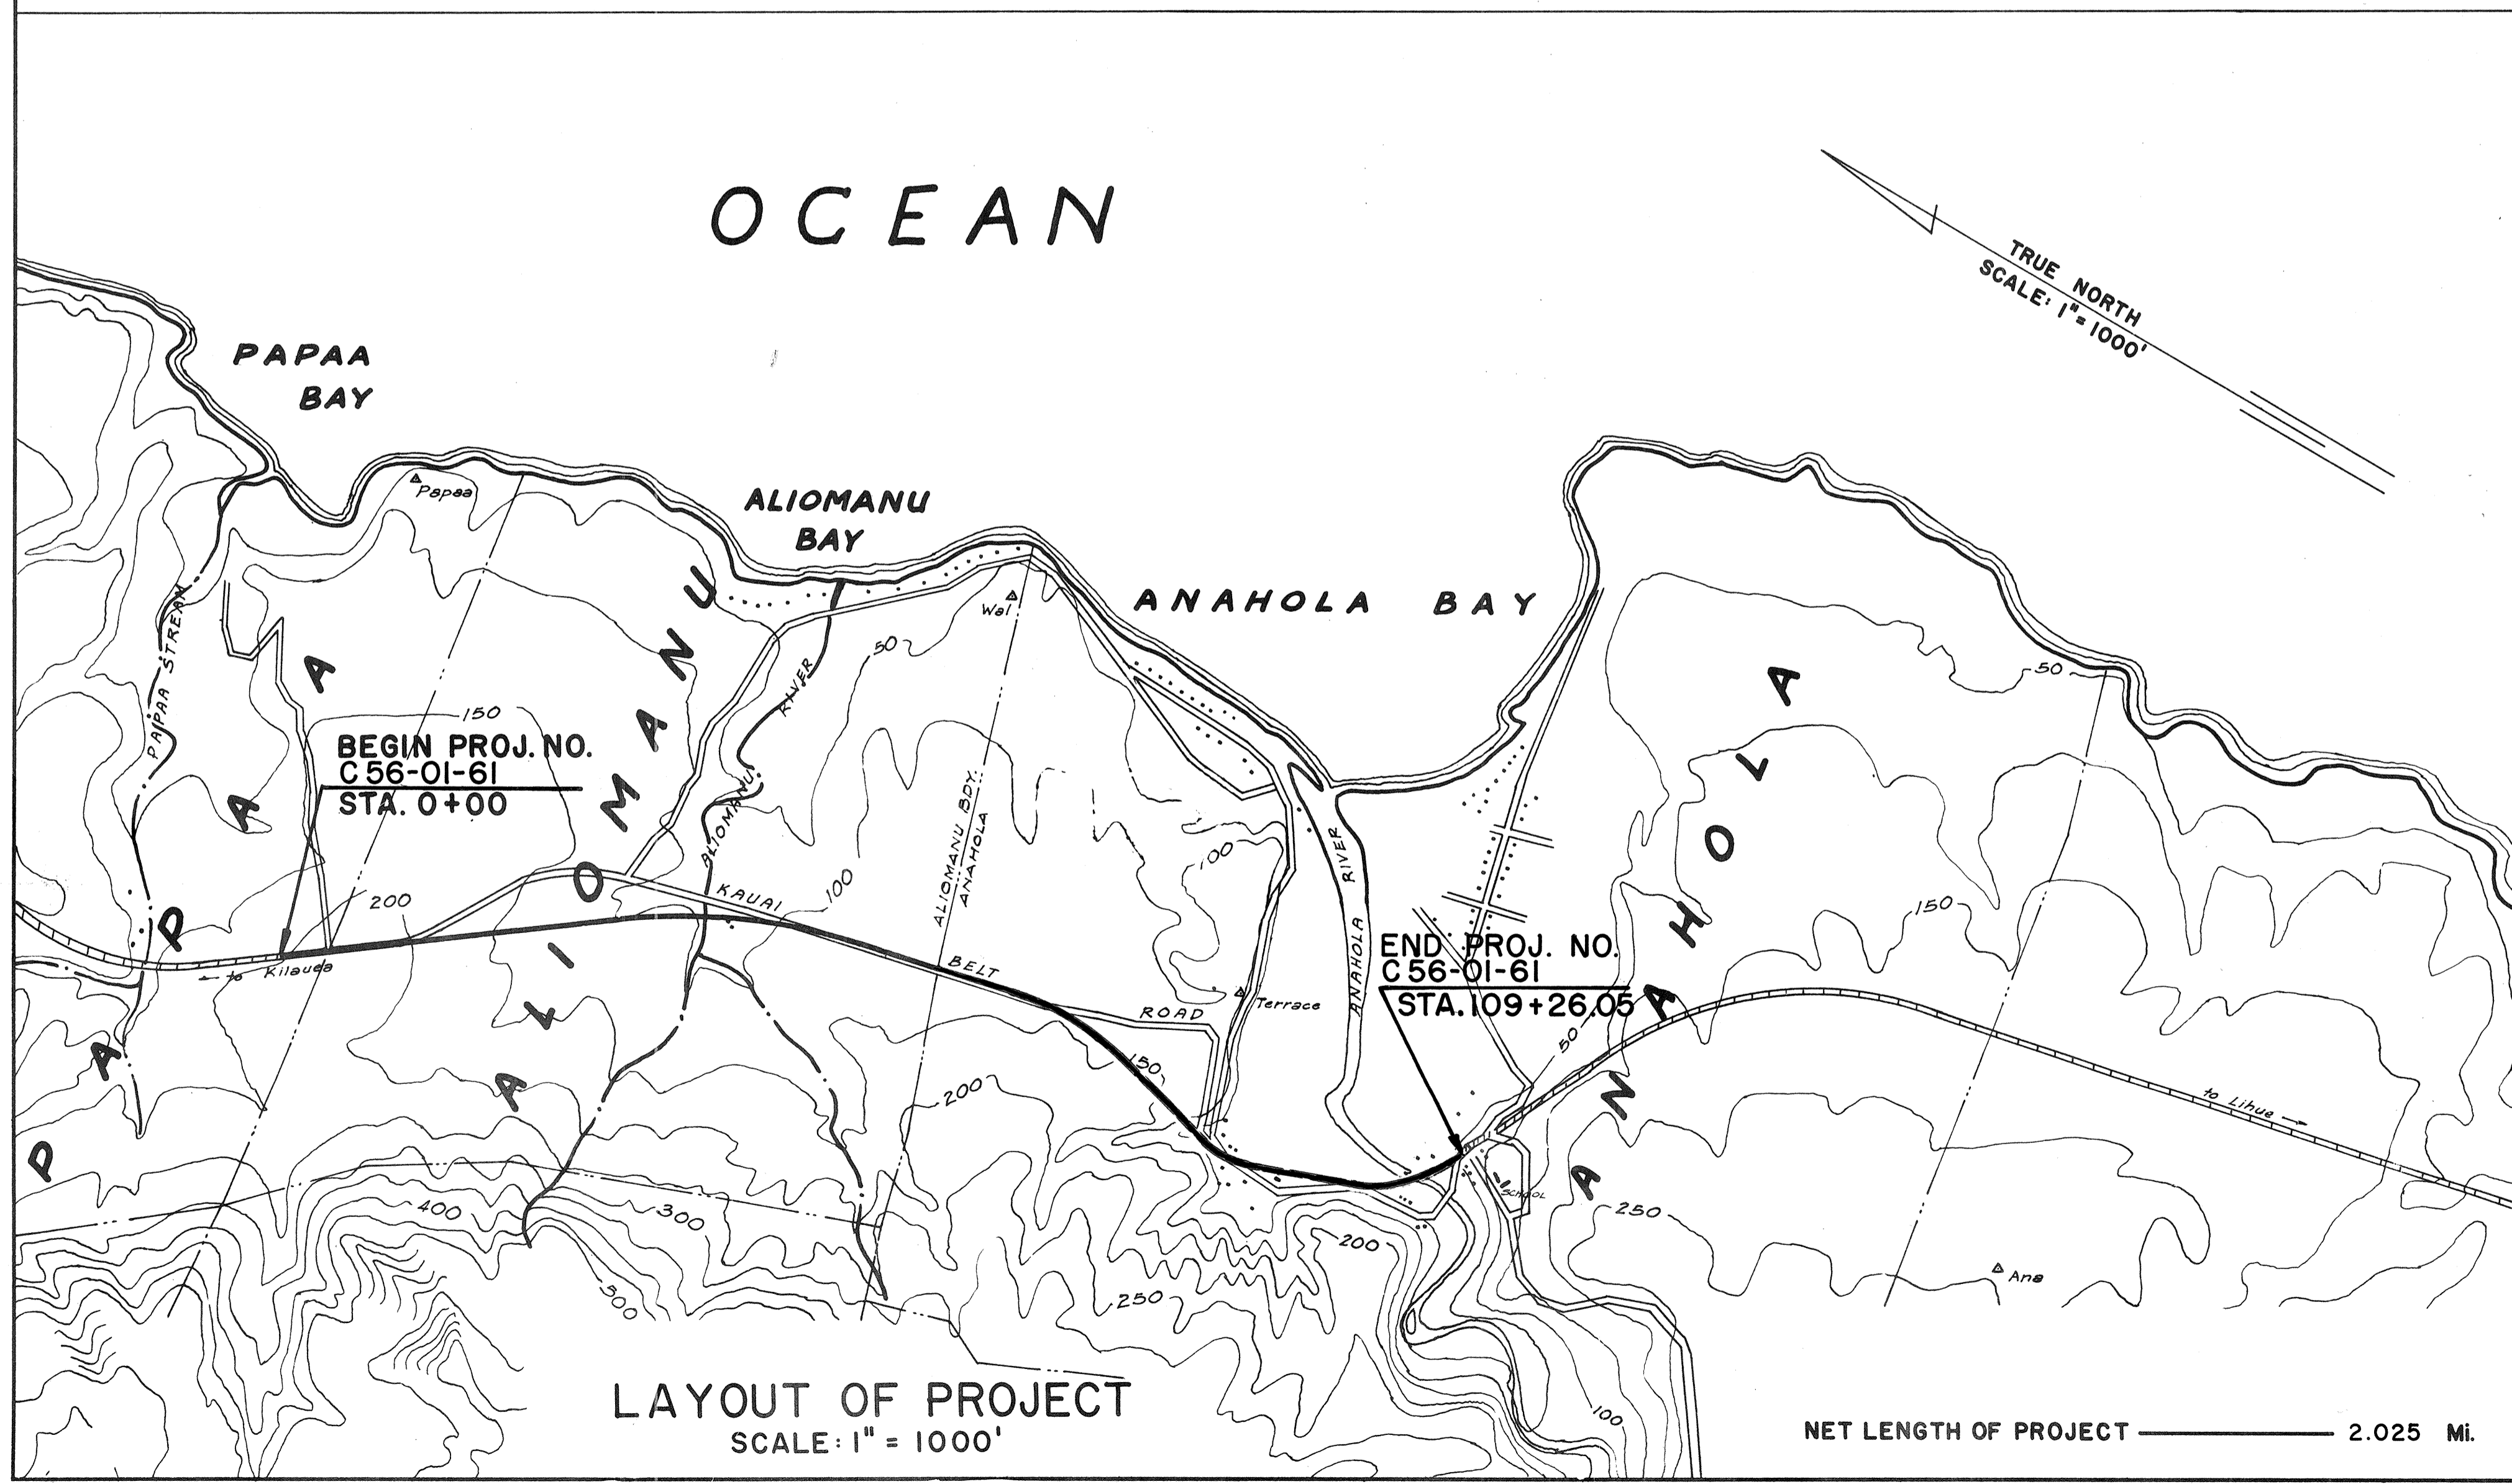 OCEAN
TRUE NORTH
SCALE: 1" = 1000'
PAPAA
BAY
Papaa
ALIOMANU
BAY
Wal
ANAHOLA BAY
50
50
PAPAA STREAM
RIVER
ALIOMANU
150
BEGIN PROJ. NO.
C 56-01-61
STA. 0+00
PAPAA
ALIOMANU
ANAHOLA
ALIOMANU BDY.
ANAHOLA
200
100
100
KAUAI
BELT
ROAD
← to Kilauea
Terrace
RIVER
ANAHOLA
END PROJ. NO.
C 56-01-61
STA. 109+26.05
150
50
150
200
to Lihue →
SCHOOL
400
300
500
250
200
250
Ana
100
LAYOUT OF PROJECT
SCALE: 1" = 1000'
NET LENGTH OF PROJECT 2.025 Mi.